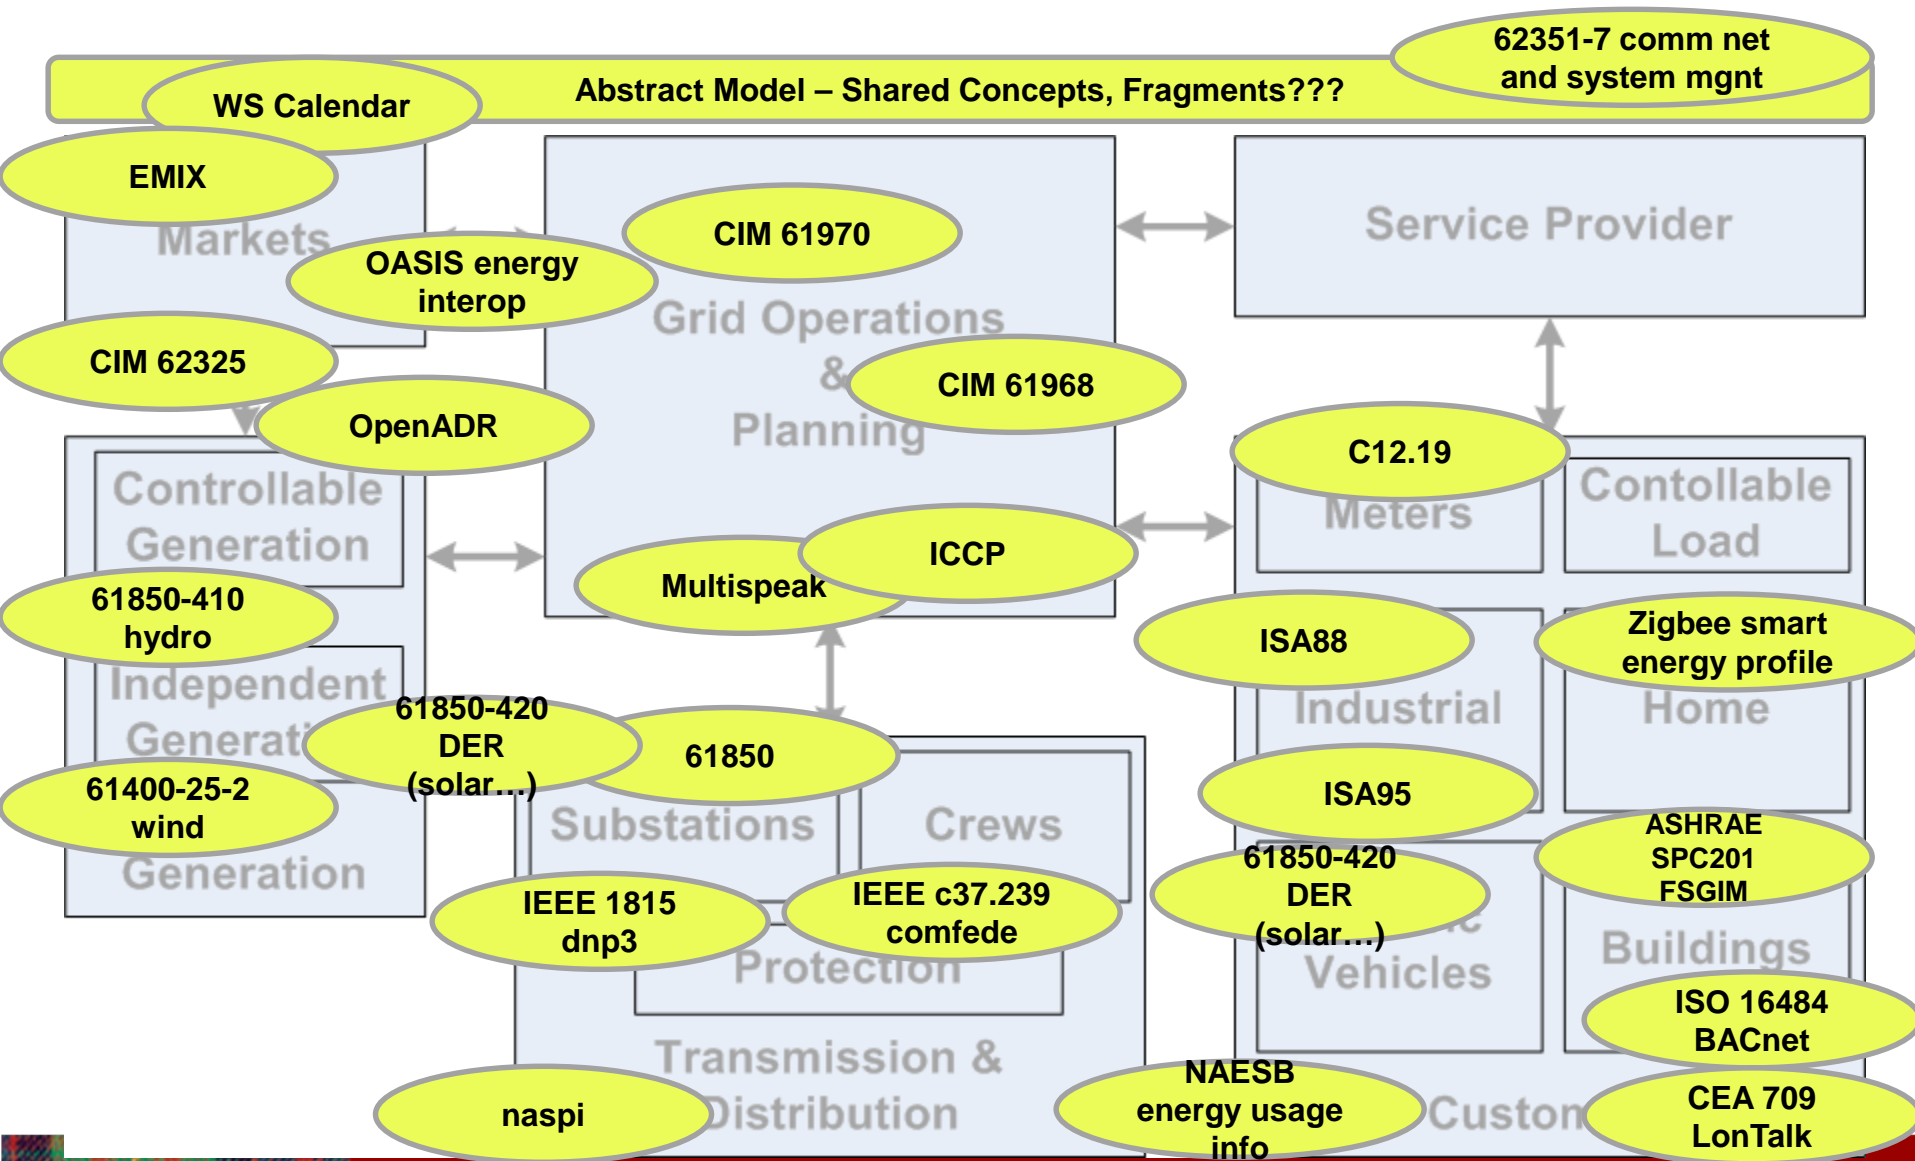 62351-7 comm net
and system mgnt
Abstract Model – Shared Concepts, Fragments???
WS Calendar
EMIX
Markets
OASIS energy
interop
CIM 61970
Grid Operations
&
Planning
Service Provider
CIM 62325
OpenADR
CIM 61968
C12.19
Meters
Contollable
Load
Controllable
Generation
ICCP
Multispeak
61850-410
hydro
Independent
Generati
ISA88
Zigbee smart
energy profile
Industrial
Home
61850-420
DER
(solar...)
61850
61400-25-2
wind
Generation
ISA95
Substations
Crews
ASHRAE
SPC201
FSGIM
61850-420
DER
(solar...)
ic
Vehicles
IEEE 1815
dnp3
IEEE c37.239
comfede
Protection
Buildings
ISO 16484
BACnet
Transmission &
Distribution
naspi
NAESB
energy usage
info
Custom
CEA 709
LonTalk